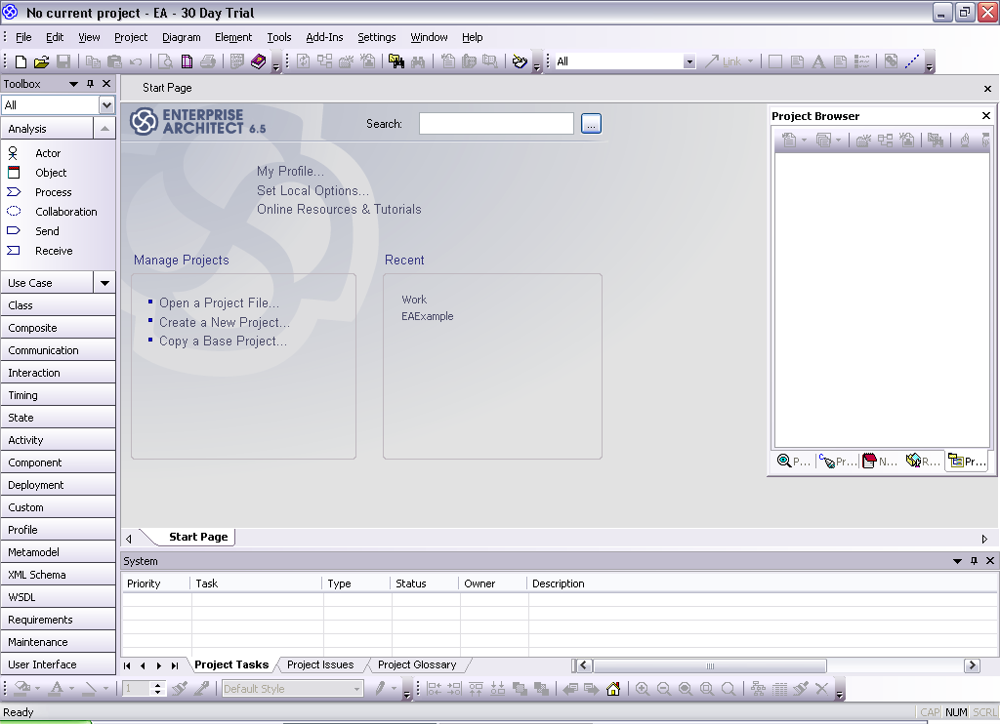 No current project - EA - 30 Day Trial
File Edit View Project Diagram Element Tools Add-Ins Settings Window Help
All
Link
Toolbox
All
Analysis
Actor
Object
Process
Collaboration
Send
Receive
Use Case
Class
Composite
Communication
Interaction
Timing
State
Activity
Component
Deployment
Custom
Profile
Metamodel
XML Schema
WSDL
Requirements
Maintenance
User Interface
Start Page
ENTERPRISE
ARCHITECT 6.5
Search:
...
My Profile...
Set Local Options...
Online Resources & Tutorials
Manage Projects
Open a Project File...
Create a New Project...
Copy a Base Project...
Recent
Work
EAExample
Project Browser
P... Pr... N... R... Pr...
Start Page
System
Priority Task Type Status Owner Description
Project Tasks Project Issues Project Glossary
1
Default Style
Ready
CAP NUM SCRL